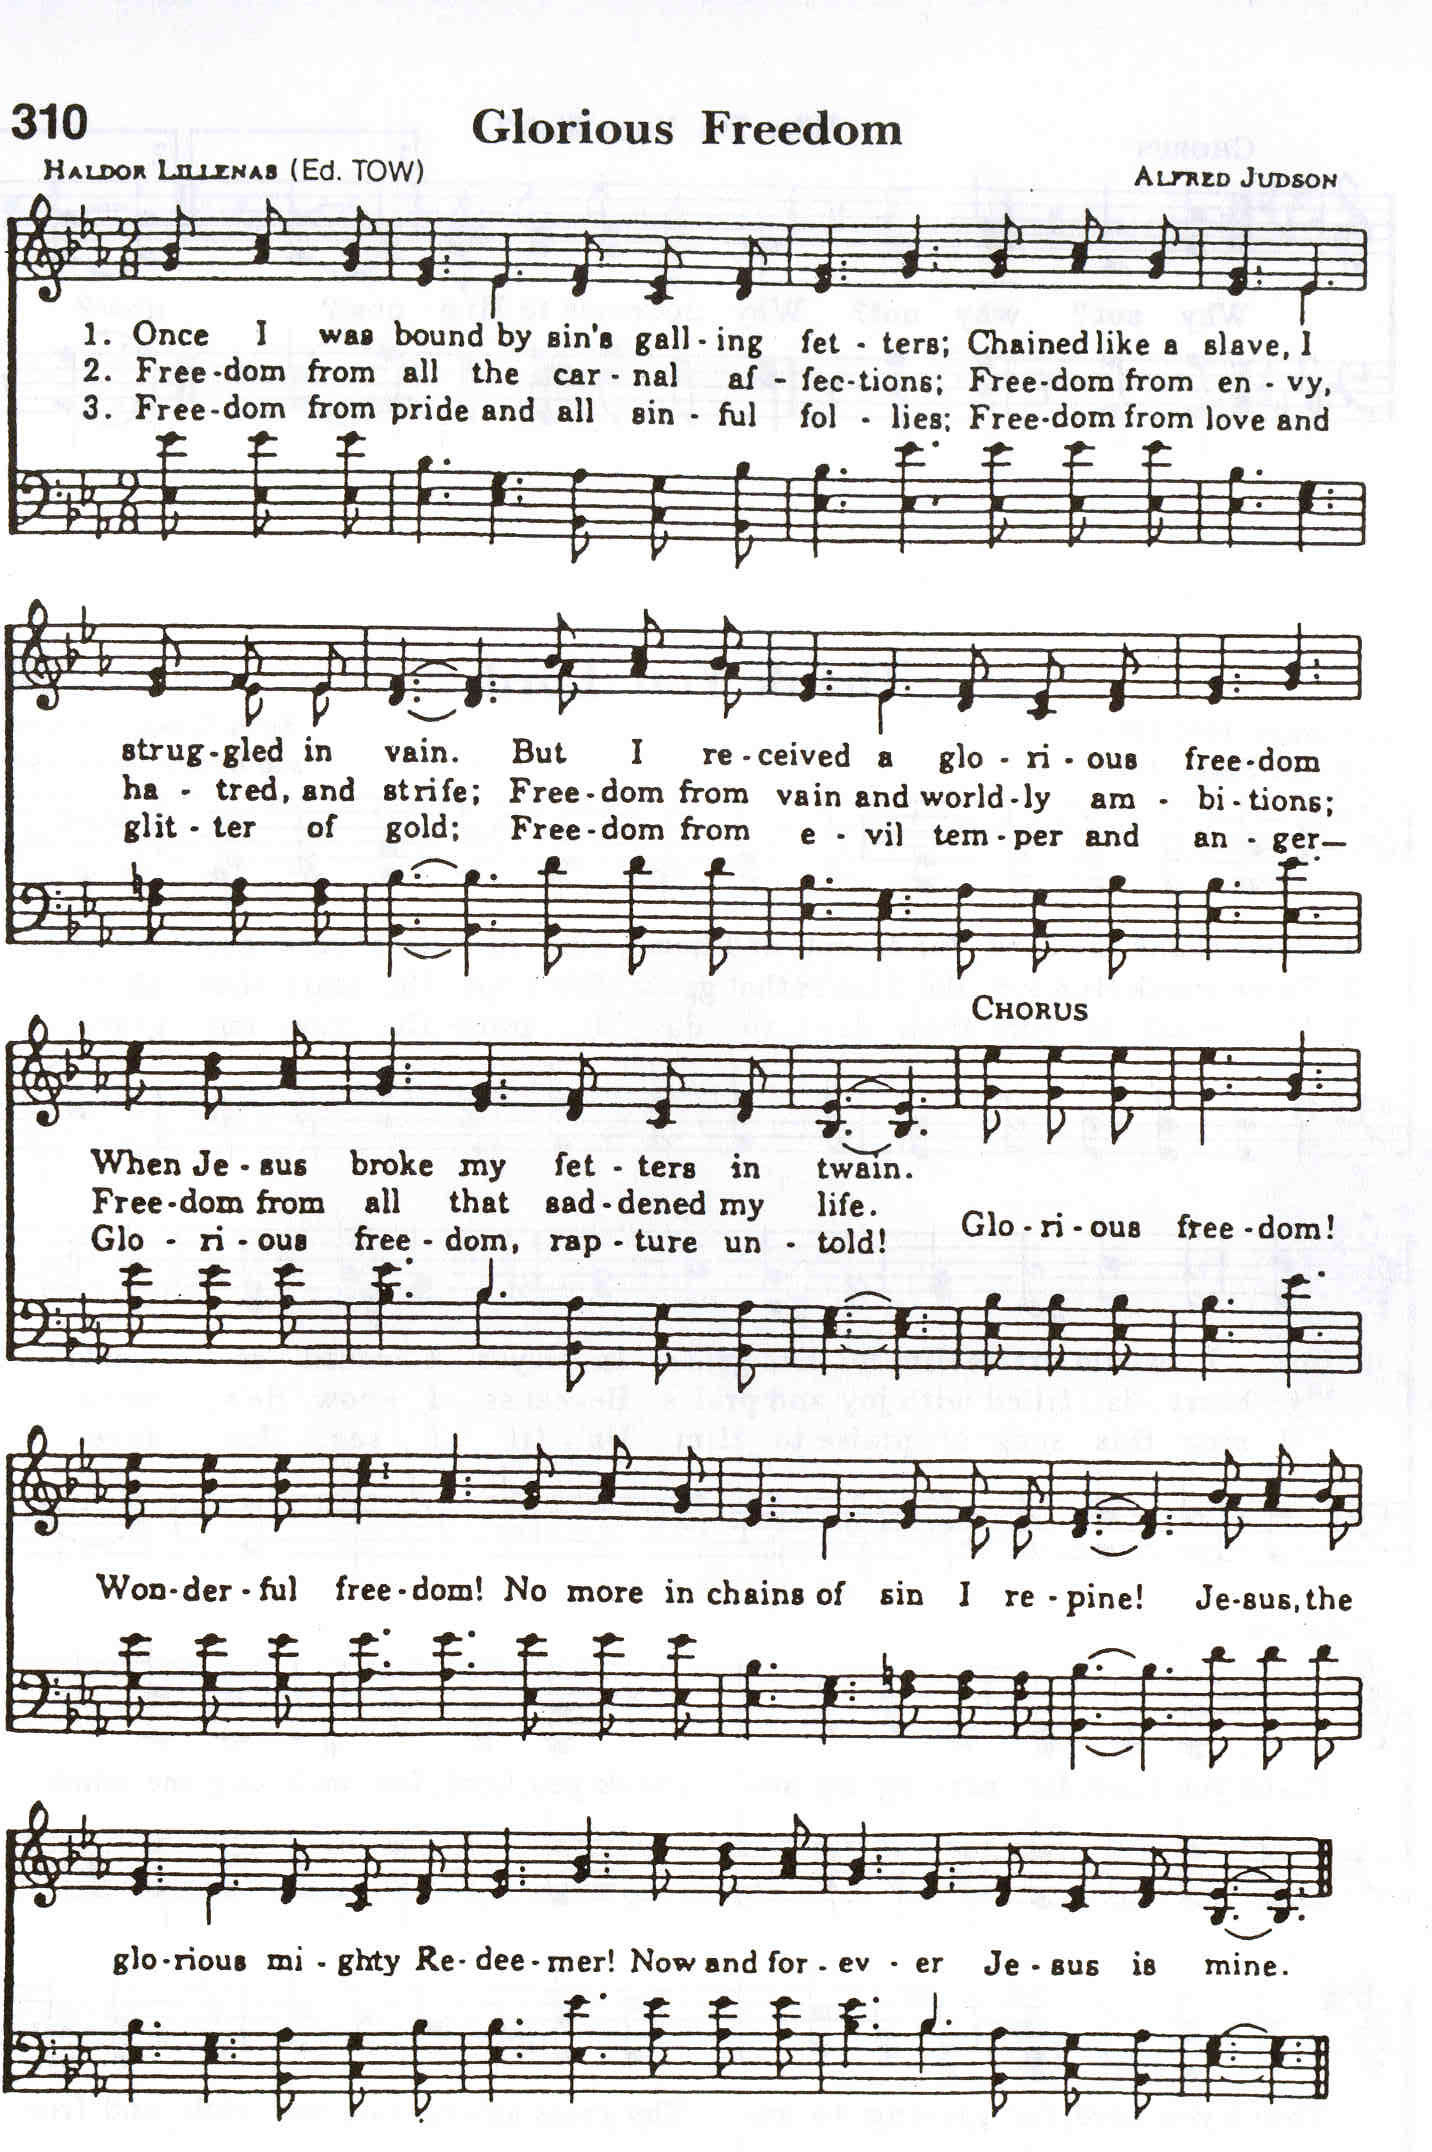 310
Glorious Freedom
HALDOR LILLENAS (Ed. TOW)
ALFRED JUDSON
1. Once I was bound by sin's gall - ing fet - ters; Chained like a slave, I
2. Free - dom from all the car - nal af - fec - tions; Free - dom from en - vy,
3. Free - dom from pride and all sin - ful fol - lies; Free - dom from love and
strug - gled in vain. But I re - ceived a glo - ri - ous free - dom
ha - tred, and strife; Free - dom from vain and world - ly am - bi - tions;
glit - ter of gold; Free - dom from e - vil tem - per and an - ger—
CHORUS
When Je - sus broke my fet - ters in twain.
Free - dom from all that sad - dened my life.
Glo - ri - ous free - dom, rap - ture un - told!
Glo - ri - ous free - dom!
Won - der - ful free - dom! No more in chains of sin I re - pine! Je - sus, the
glo - rious mi - ghty Re - dee - mer! Now and for - ev - er Je - sus is mine.